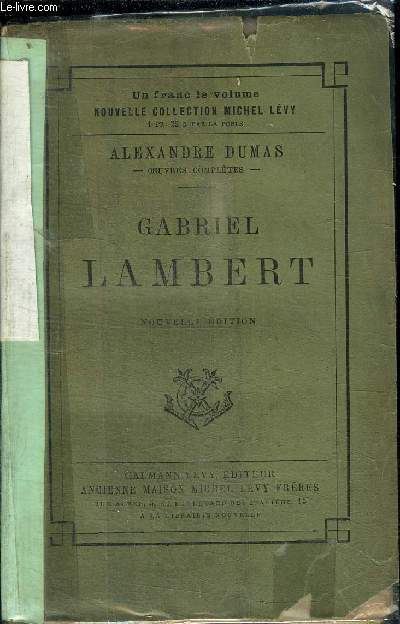 © Le-Livre.com
Un franc le volume
NOUVELLE COLLECTION MICHEL LÉVY
ALEXANDRE DUMAS
— ŒUVRES COMPLÈTES —
GABRIEL
LAMBERT
NOUVELLE ÉDITION
CALMANN LÉVY, ÉDITEUR
ANCIENNE MAISON MICHEL LÉVY FRÈRES
15
A LA LIBRAIRIE NOUVELLE